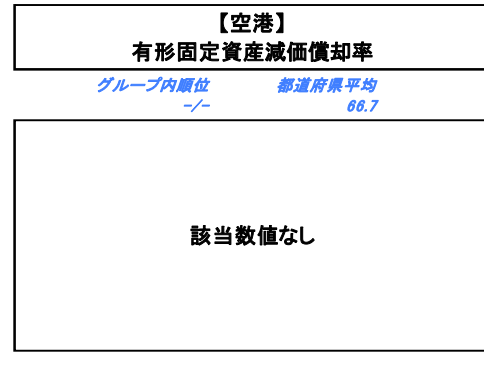 【空港】
有形固定資産減価償却率
グループ内順位 都道府県平均
-/- 66.7
該当数値なし